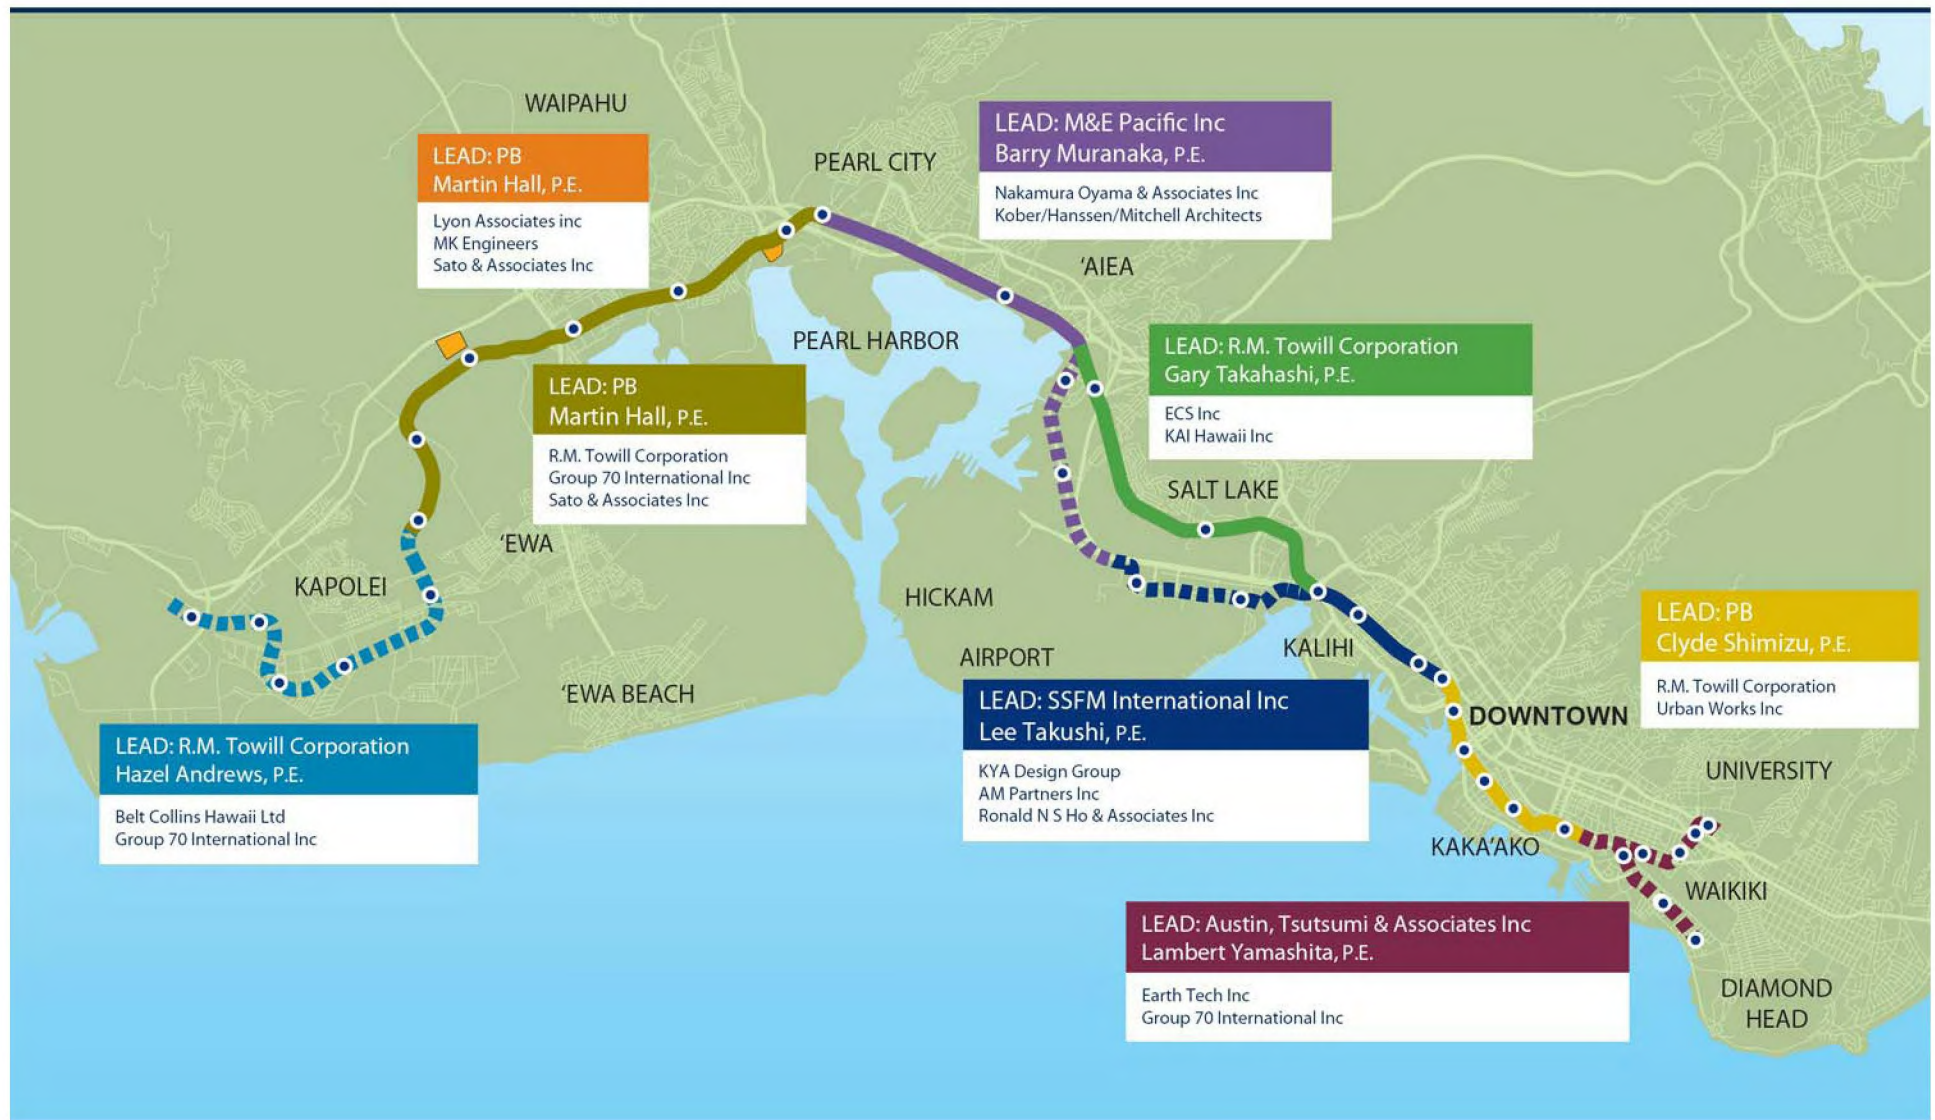 WAIPAHU
LEAD: PB
Martin Hall, P.E.
Lyon Associates inc
MK Engineers
Sato & Associates Inc
PEARL CITY
LEAD: M&E Pacific Inc
Barry Muranaka, P.E.
Nakamura Oyama & Associates Inc
Kober/Hanssen/Mitchell Architects
‘AIEA
PEARL HARBOR
LEAD: PB
Martin Hall, P.E.
R.M. Towill Corporation
Group 70 International Inc
Sato & Associates Inc
LEAD: R.M. Towill Corporation
Gary Takahashi, P.E.
ECS Inc
KAI Hawaii Inc
SALT LAKE
‘EWA
KAPOLEI
HICKAM
AIRPORT
KALIHI
‘EWA BEACH
LEAD: PB
Clyde Shimizu, P.E.
R.M. Towill Corporation
Urban Works Inc
DOWNTOWN
LEAD: R.M. Towill Corporation
Hazel Andrews, P.E.
Belt Collins Hawaii Ltd
Group 70 International Inc
LEAD: SSFM International Inc
Lee Takushi, P.E.
KYA Design Group
AM Partners Inc
Ronald N S Ho & Associates Inc
UNIVERSITY
KAKA‘AKO
WAIKIKI
LEAD: Austin, Tsutsumi & Associates Inc
Lambert Yamashita, P.E.
Earth Tech Inc
Group 70 International Inc
DIAMOND
HEAD